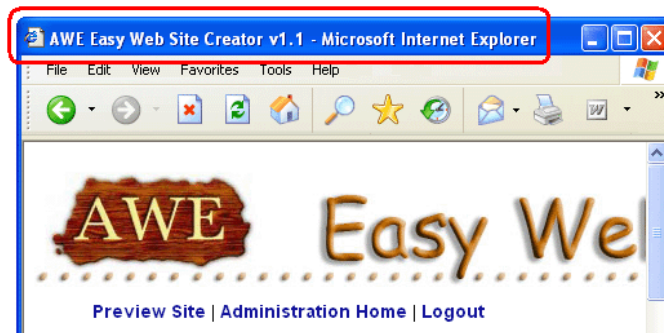 AWE Easy Web Site Creator v1.1 - Microsoft Internet Explorer
File Edit View Favorites Tools Help
W
»
AWE Easy We
Preview Site | Administration Home | Logout